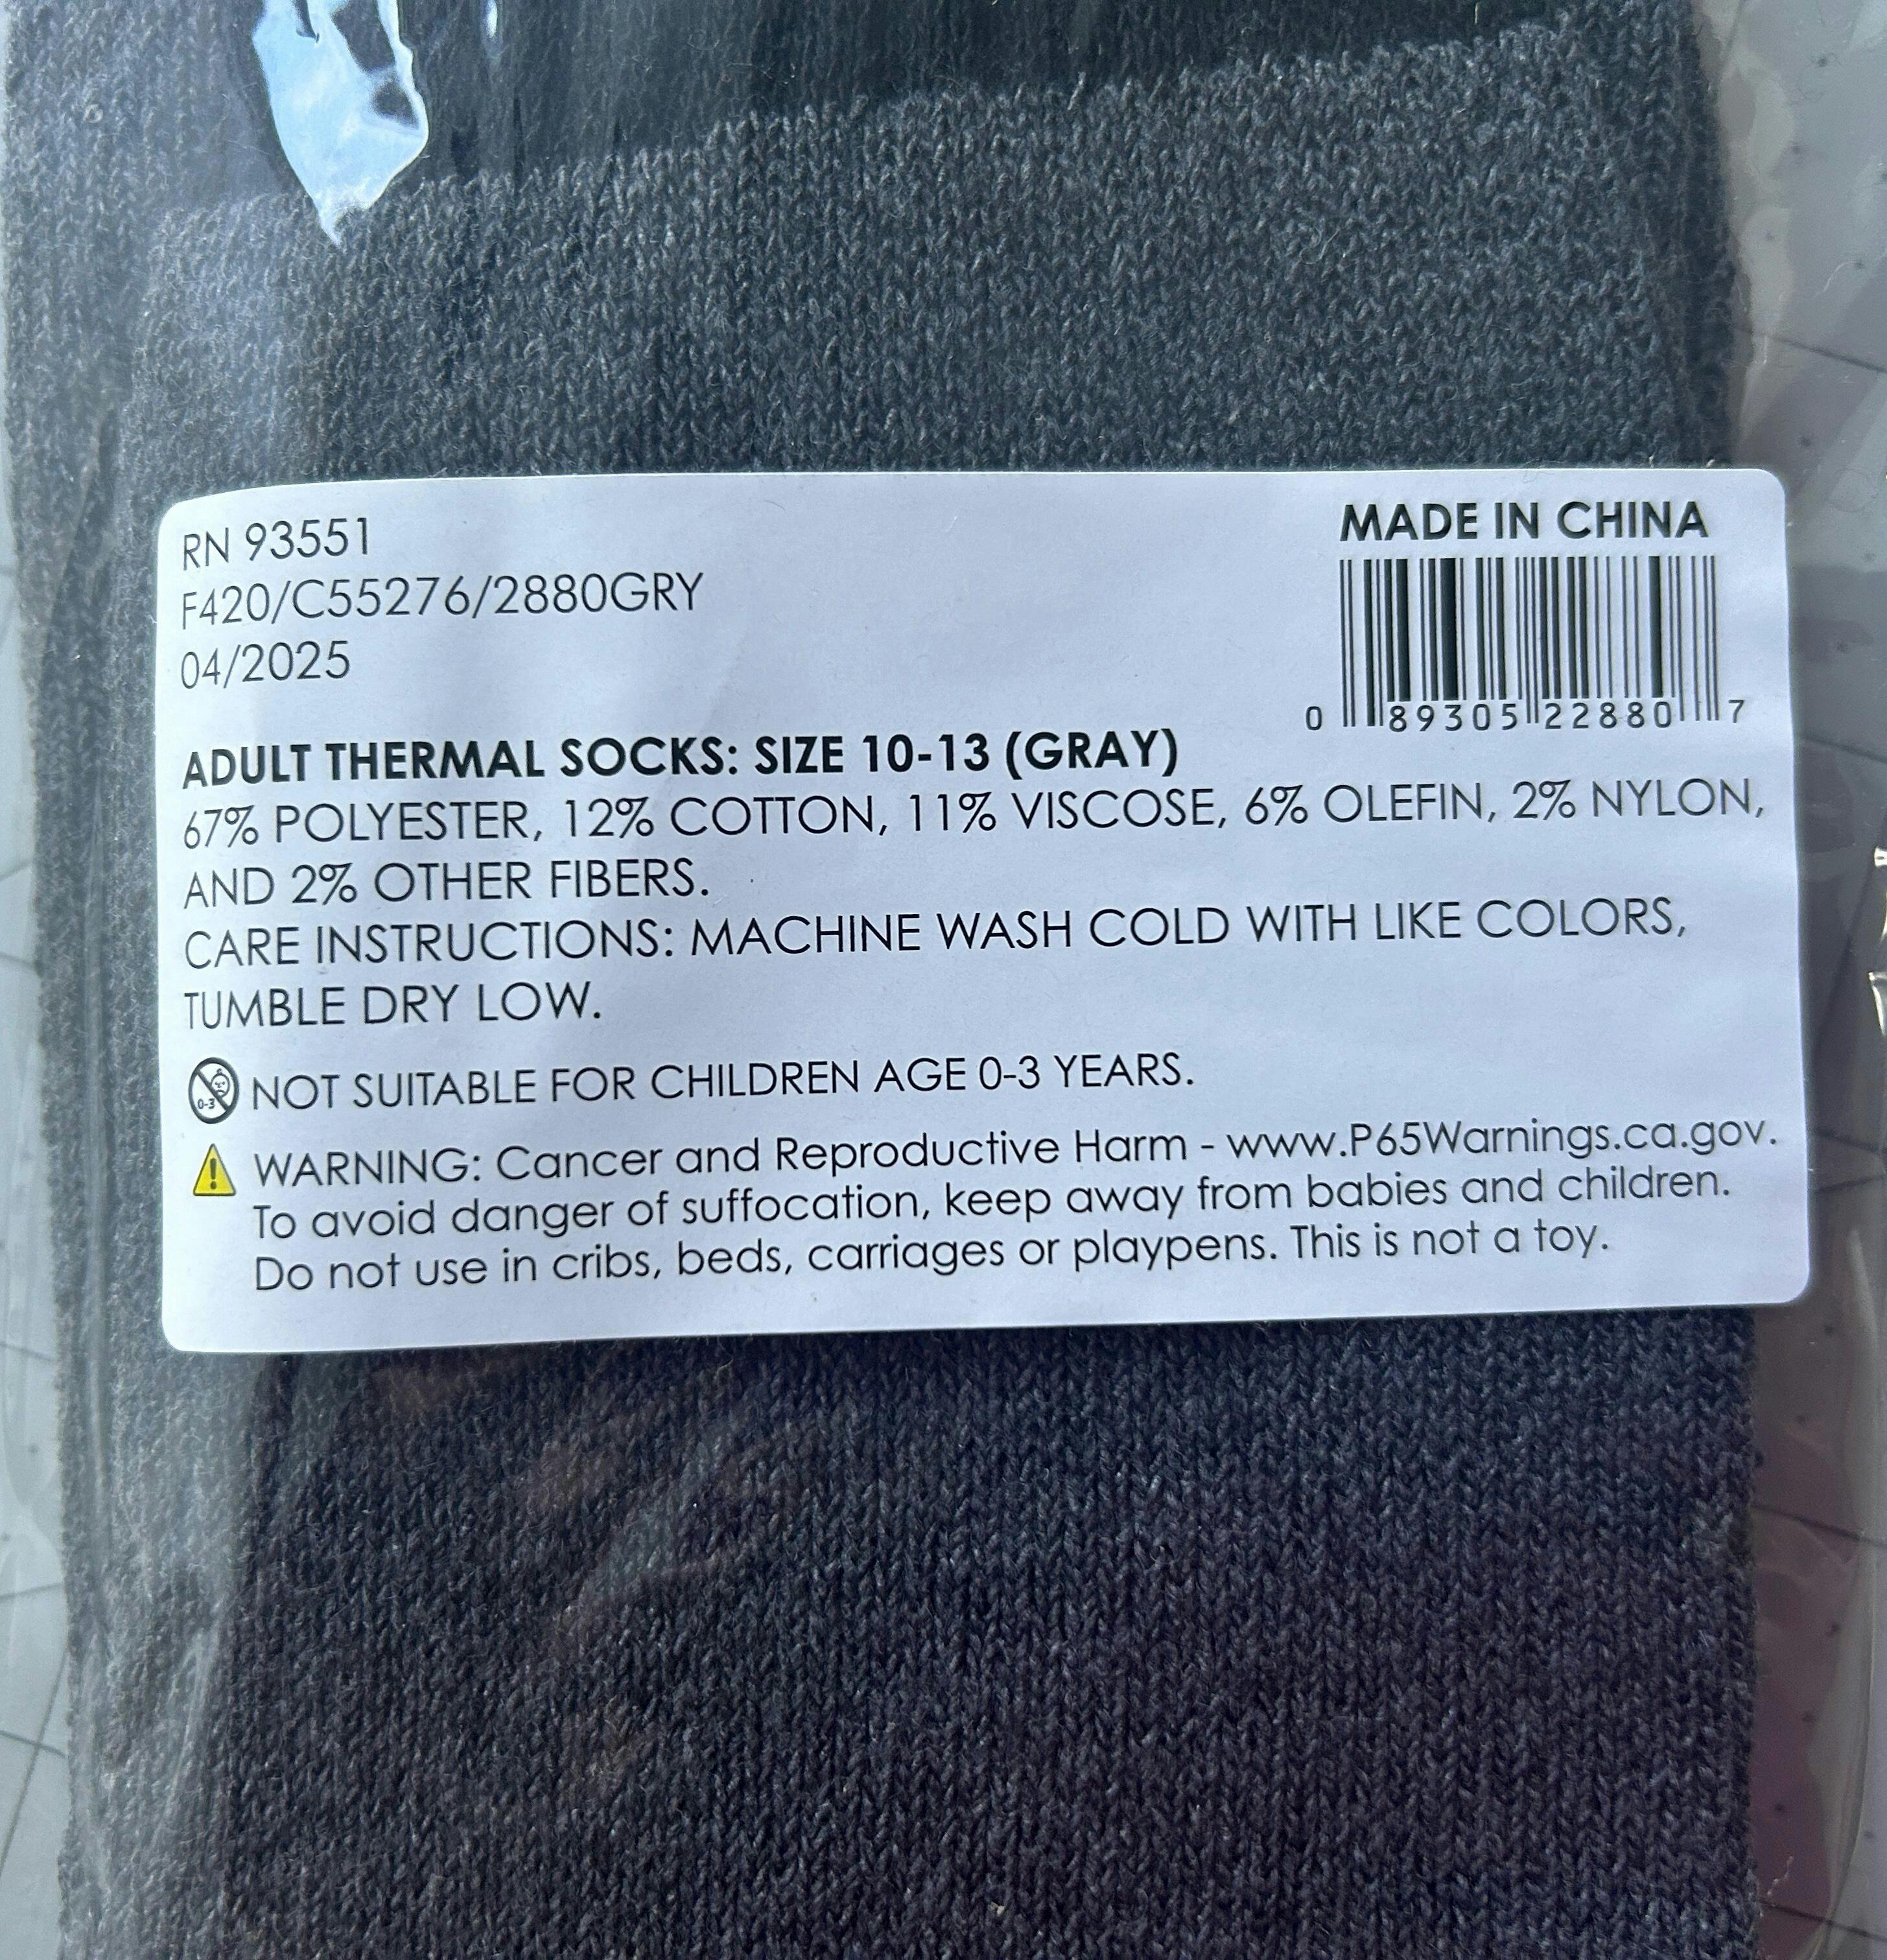 RN 93551
F420/C55276/2880GRY
04/2025
MADE IN CHINA
0 89305 22880 7
ADULT THERMAL SOCKS: SIZE 10-13 (GRAY)
67% POLYESTER, 12% COTTON, 11% VISCOSE, 6% OLEFIN, 2% NYLON,
AND 2% OTHER FIBERS.
CARE INSTRUCTIONS: MACHINE WASH COLD WITH LIKE COLORS,
TUMBLE DRY LOW.
0-3 NOT SUITABLE FOR CHILDREN AGE 0-3 YEARS.
WARNING: Cancer and Reproductive Harm - www.P65Warnings.ca.gov.
To avoid danger of suffocation, keep away from babies and children.
Do not use in cribs, beds, carriages or playpens. This is not a toy.